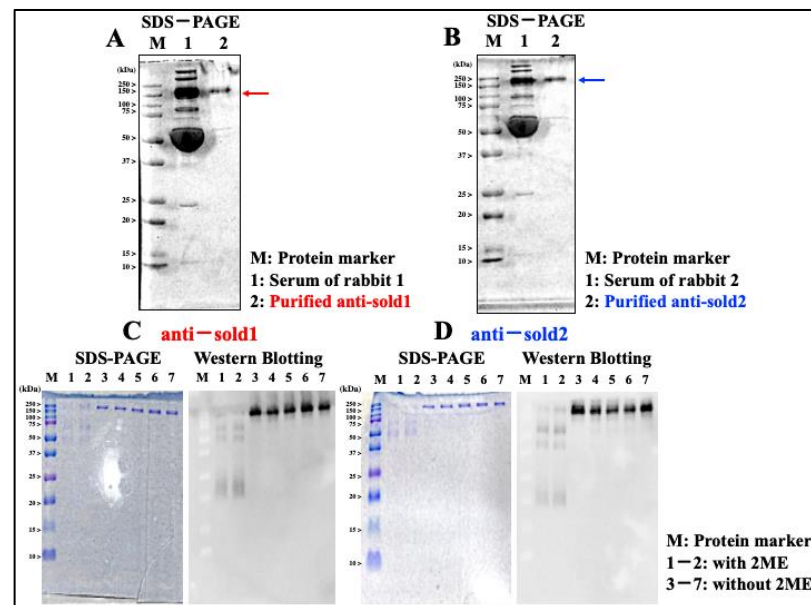 SDS－PAGE
A
M 1 2
(kDa)
250 >
150 >
100 >
50 >
37 >
25 >
20 >
15 >
10 >
M: Protein marker
1: Serum of rabbit 1
2: Purified anti-sold1
SDS－PAGE
B
M 1 2
(kDa)
250 >
150 >
100 >
50 >
37 >
25 >
20 >
15 >
10 >
M: Protein marker
1: Serum of rabbit 2
2: Purified anti-sold2
C anti－sold1
SDS-PAGE Western Blotting
M 1 2 3 4 5 6 7 M 1 2 3 4 5 6 7
(kDa)
250 >
150 >
100 >
75 >
50 >
37 >
25 >
20 >
15 >
10 >
D anti－sold2
SDS-PAGE Western Blotting
M 1 2 3 4 5 6 7 M 1 2 3 4 5 6 7
(kDa)
250 >
150 >
100 >
75 >
50 >
37 >
25 >
20 >
15 >
10 >
M: Protein marker
1－2: with 2ME
3－7: without 2ME